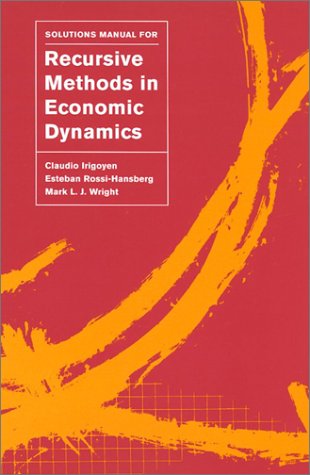 SOLUTIONS MANUAL FOR
Recursive
Methods in
Economic
Dynamics
Claudio Irigoyen
Esteban Rossi-Hansberg
Mark L. J. Wright